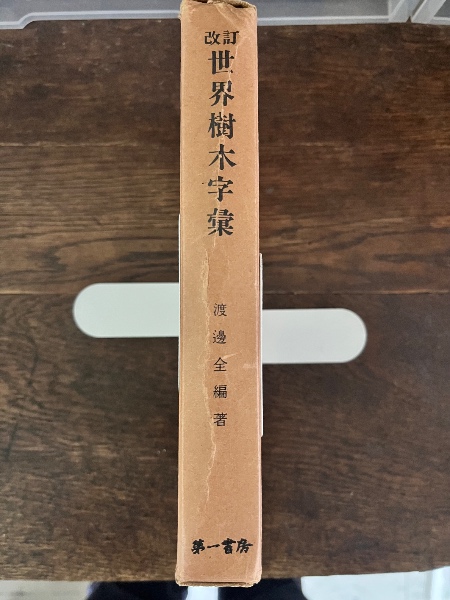 改訂
世界樹木字彙
渡邊全編著
第一書房